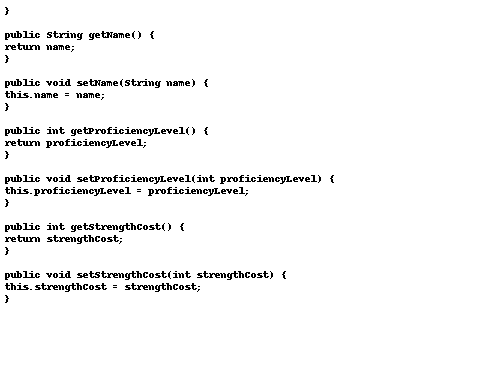 }
public String getName() {
return name;
}
public void setName(String name) {
this.name = name;
}
public int getProficiencyLevel() {
return proficiencyLevel;
}
public void setProficiencyLevel(int proficiencyLevel) {
this.proficiencyLevel = proficiencyLevel;
}
public int getStrengthCost() {
return strengthCost;
}
public void setStrengthCost(int strengthCost) {
this.strengthCost = strengthCost;
}